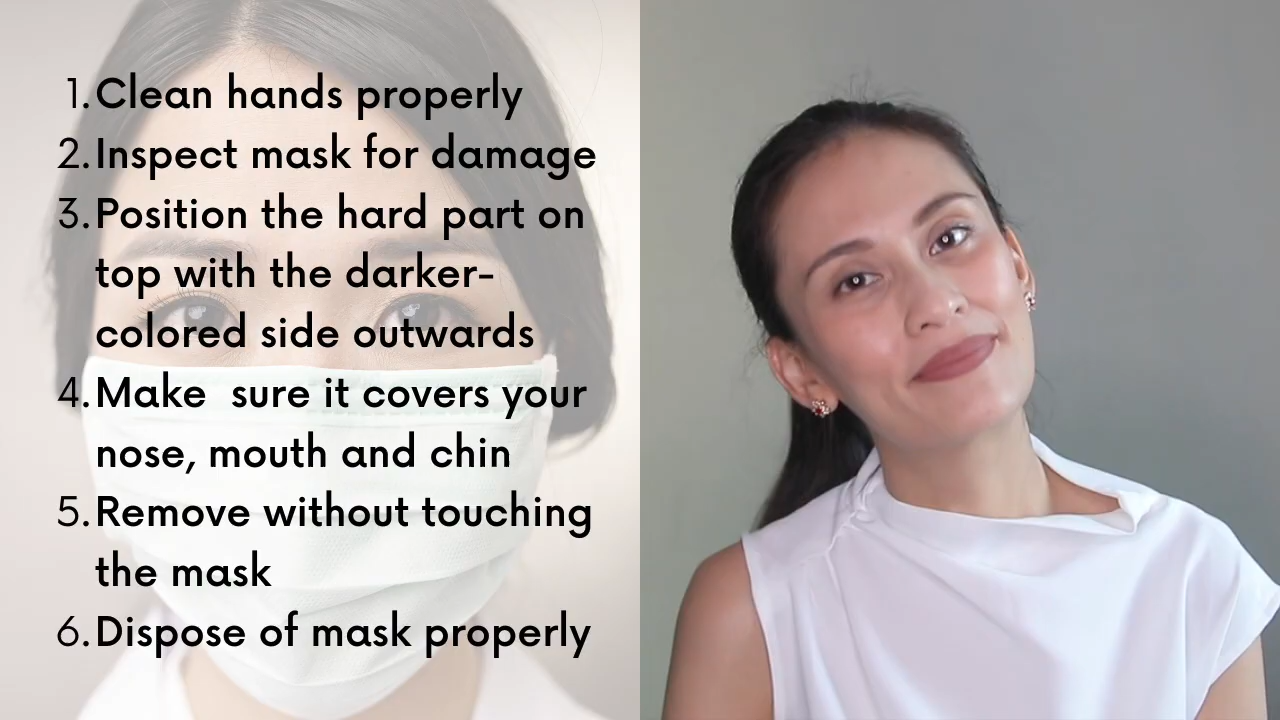 1. Clean hands properly
2. Inspect mask for damage
3. Position the hard part on
top with the darker-
colored side outwards
4. Make  sure it covers your
nose, mouth and chin
5. Remove without touching
the mask
6. Dispose of mask properly